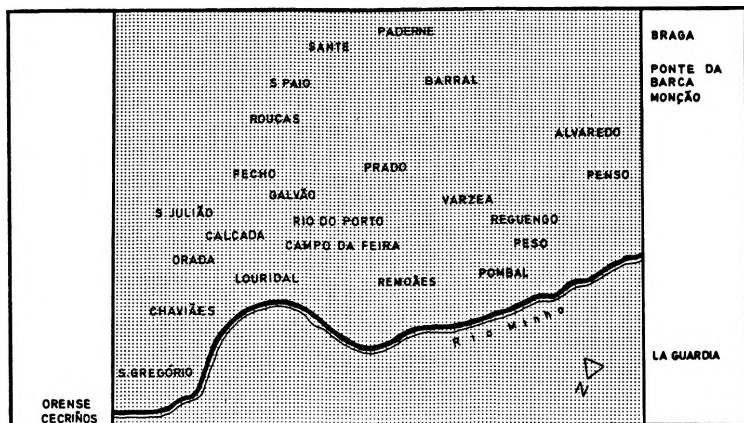 PADERNE
SANTE
S PAIO
BARRAL
ROUÇAS
ALVAREDO
PRADO
FECHO
PENSO
GALVÃO
VARZEA
S. JULIÃO
RIO DO PORTO
REGUENGO
CALÇADA
CAMPO DA FEIRA
PESO
ORADA
LOURIDAL
REMOÃES
POMBAL
CHAVIÃES
Rio Minho
S.GREGÓRIO
N
BRAGA
PONTE DA
BARCA
MONÇÃO
LA GUARDIA
ORENSE
CECRIÑOS